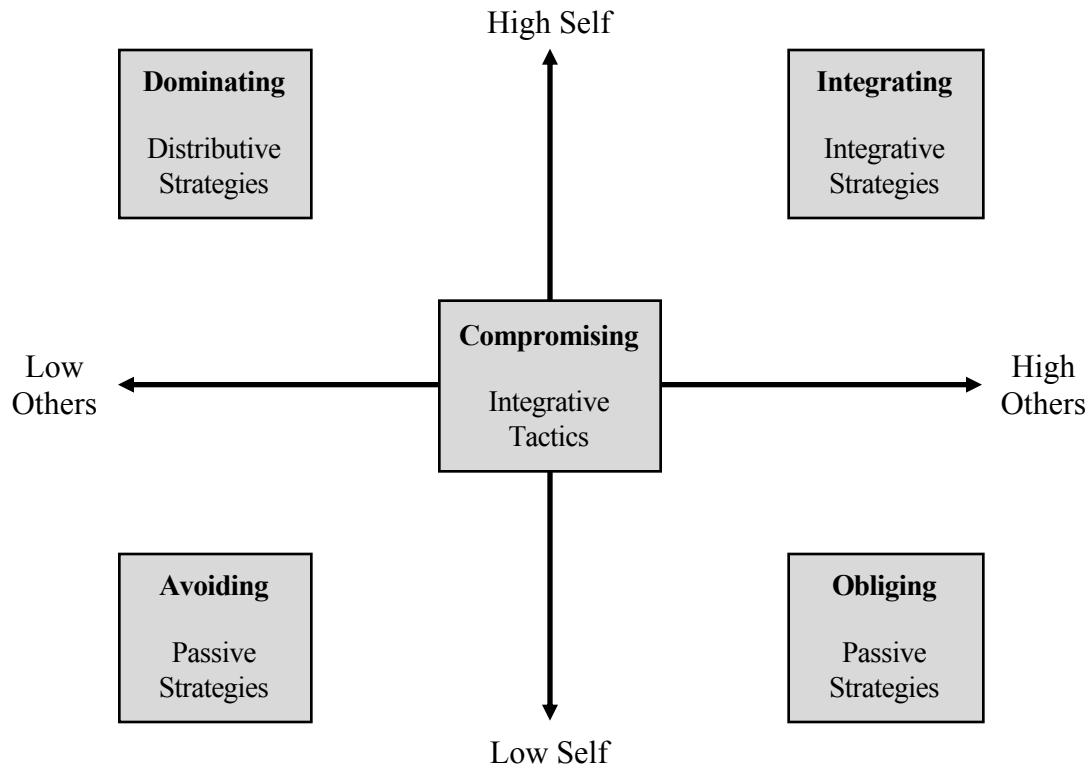 High Self
Dominating
Distributive
Strategies
Integrating
Integrative
Strategies
Low
Others
Compromising
Integrative
Tactics
High
Others
Avoiding
Passive
Strategies
Obliging
Passive
Strategies
Low Self